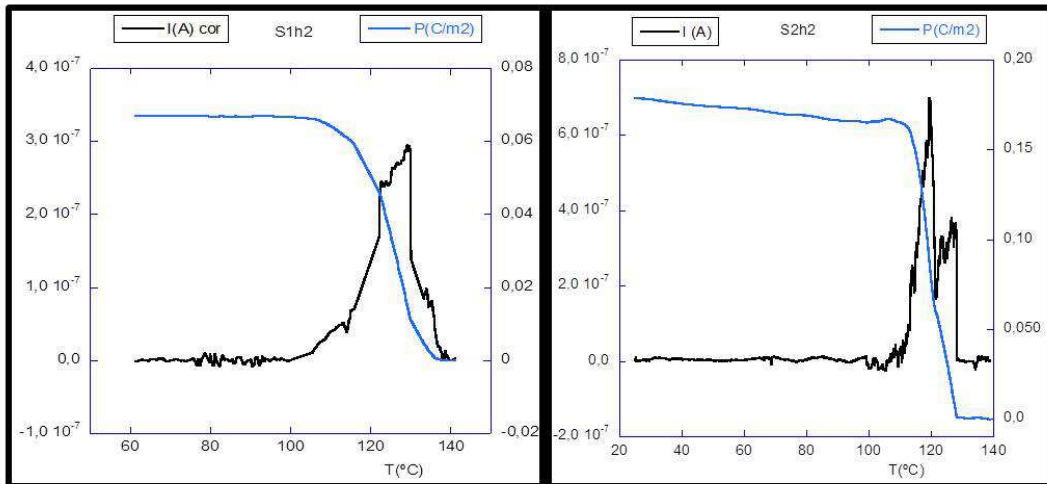 I(A) cor S1h2 P(C/m2)
4,0 10-7 0,08
3,0 10-7 0,06
2,0 10-7 0,04
1,0 10-7 0,02
0,0 0
-1,0 10-7 -0,02
60 80 100 120 140
T(ºC)
I (A) S2h2 P(C/m2)
8,0 10-7 0,20
6,0 10-7 0,15
4,0 10-7 0,10
2,0 10-7 0,050
0,0 0,0
-2,0 10-7
20 40 60 80 100 120 140
T(ºC)